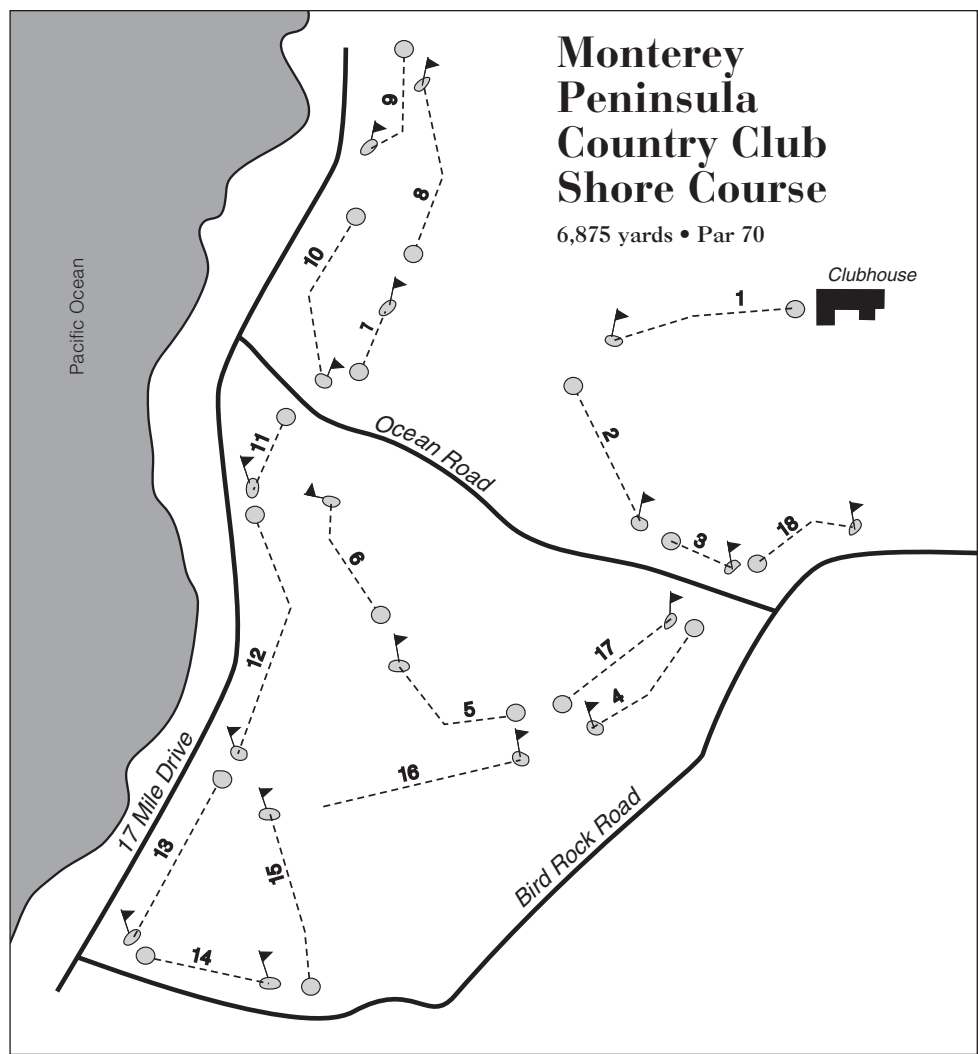 Monterey
Peninsula
Country Club
Shore Course
6,875 yards • Par 70
Clubhouse
Pacific Ocean
9
8
10
7
1
2
Ocean Road
11
3
18
6
12
17
4
5
16
17 Mile Drive
13
15
Bird Rock Road
14